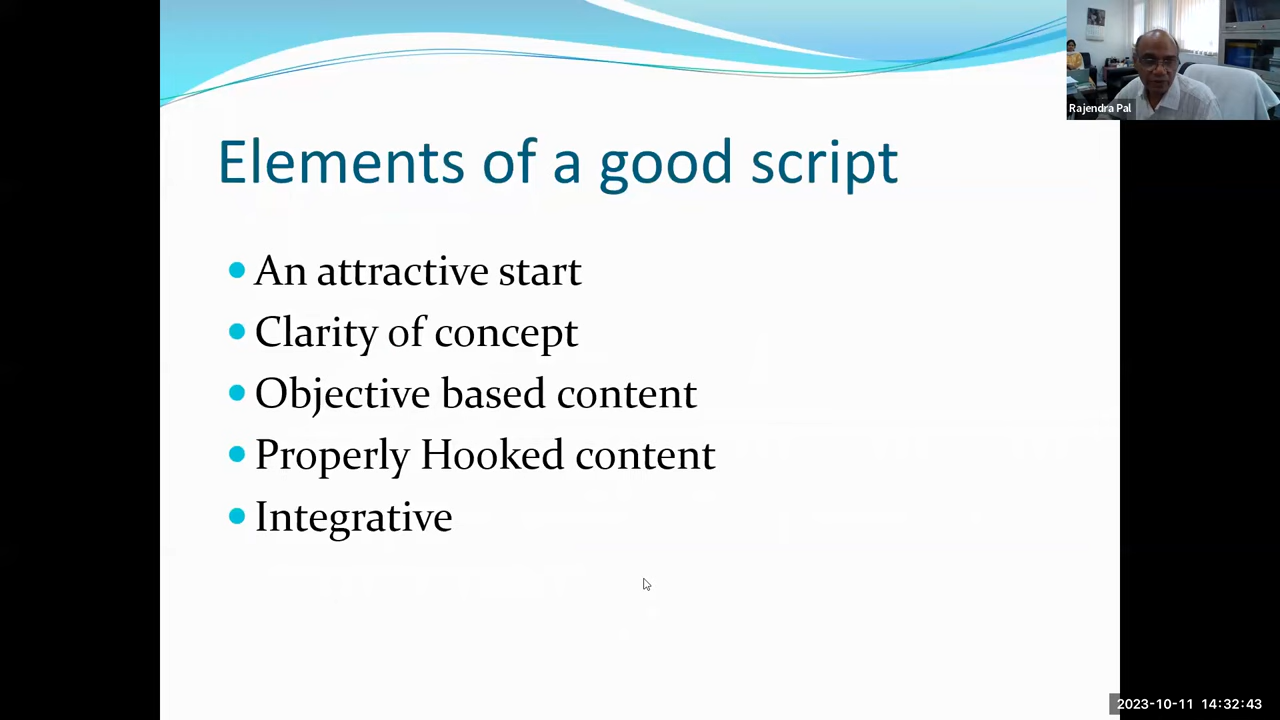 Rajendra Pal
Elements of a good script
An attractive start
Clarity of concept
Objective based content
Properly Hooked content
Integrative
2023-10-11 14:32:43